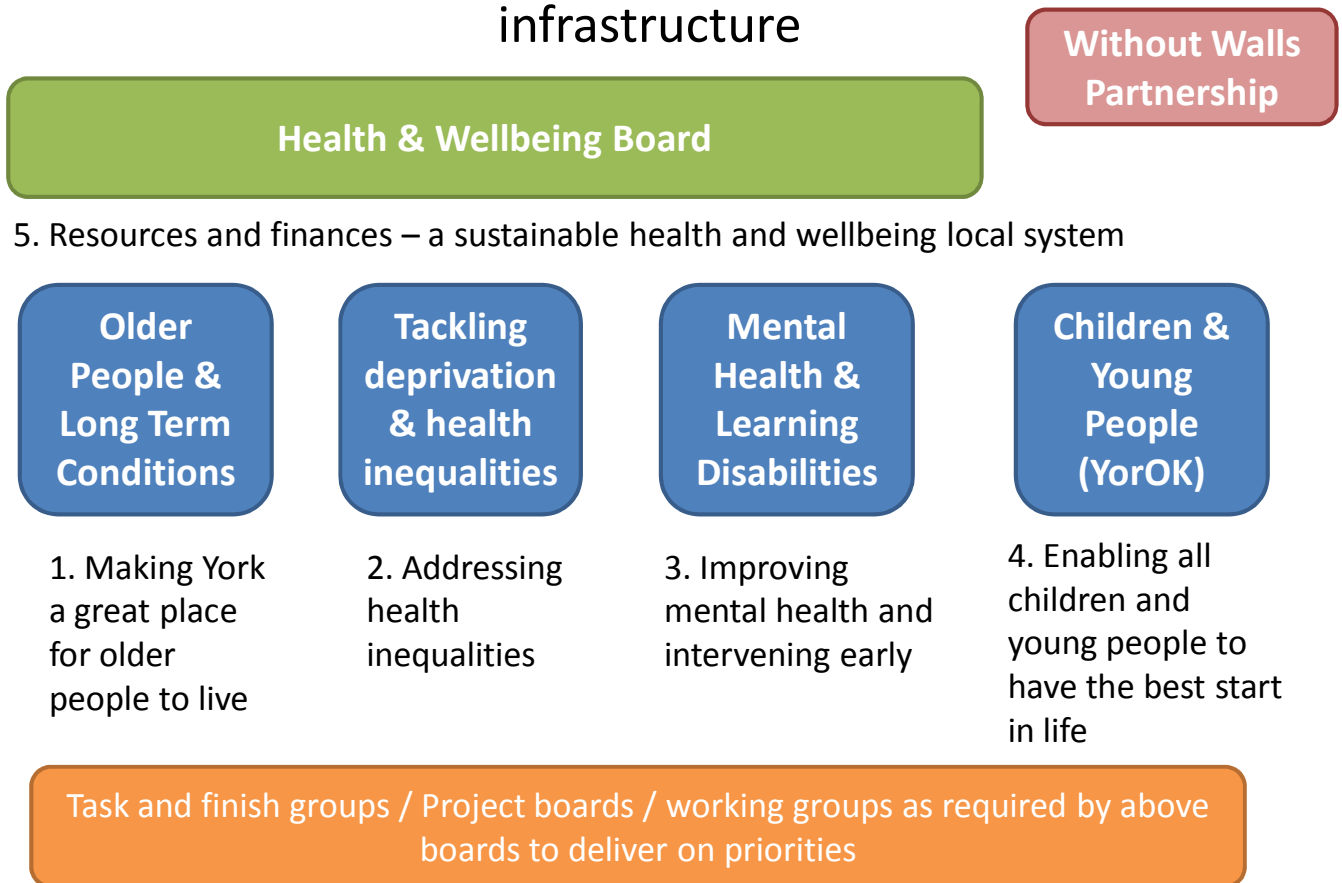 infrastructure
Without Walls
Partnership
Health & Wellbeing Board
5. Resources and finances – a sustainable health and wellbeing local system
Older
People &
Long Term
Conditions
Tackling
deprivation
& health
inequalities
Mental
Health &
Learning
Disabilities
Children &
Young
People
(YorOK)
1. Making York
a great place
for older
people to live
2. Addressing
health
inequalities
3. Improving
mental health and
intervening early
4. Enabling all
children and
young people to
have the best start
in life
Task and finish groups / Project boards / working groups as required by above
boards to deliver on priorities